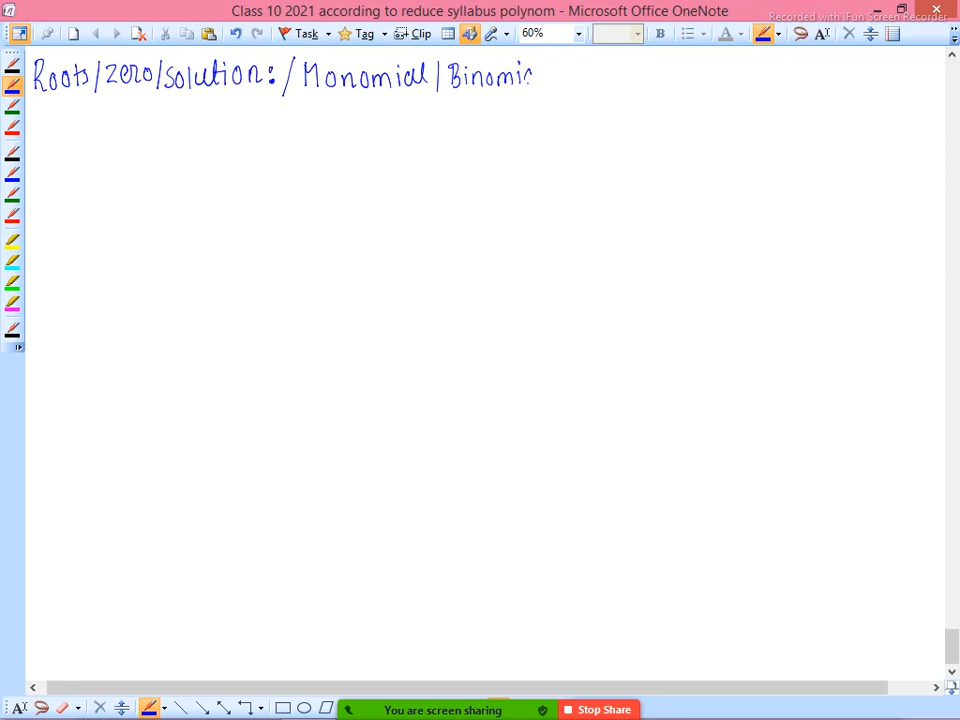 Class 10 2021 according to reduce syllabus polynom - Microsoft Office OneNote
Recorded with iFun Screen Recorder
Task Tag Clip 60% B A A
Roots/zero/solution:/Monomial/Binomi
A
You are screen sharing Stop Share